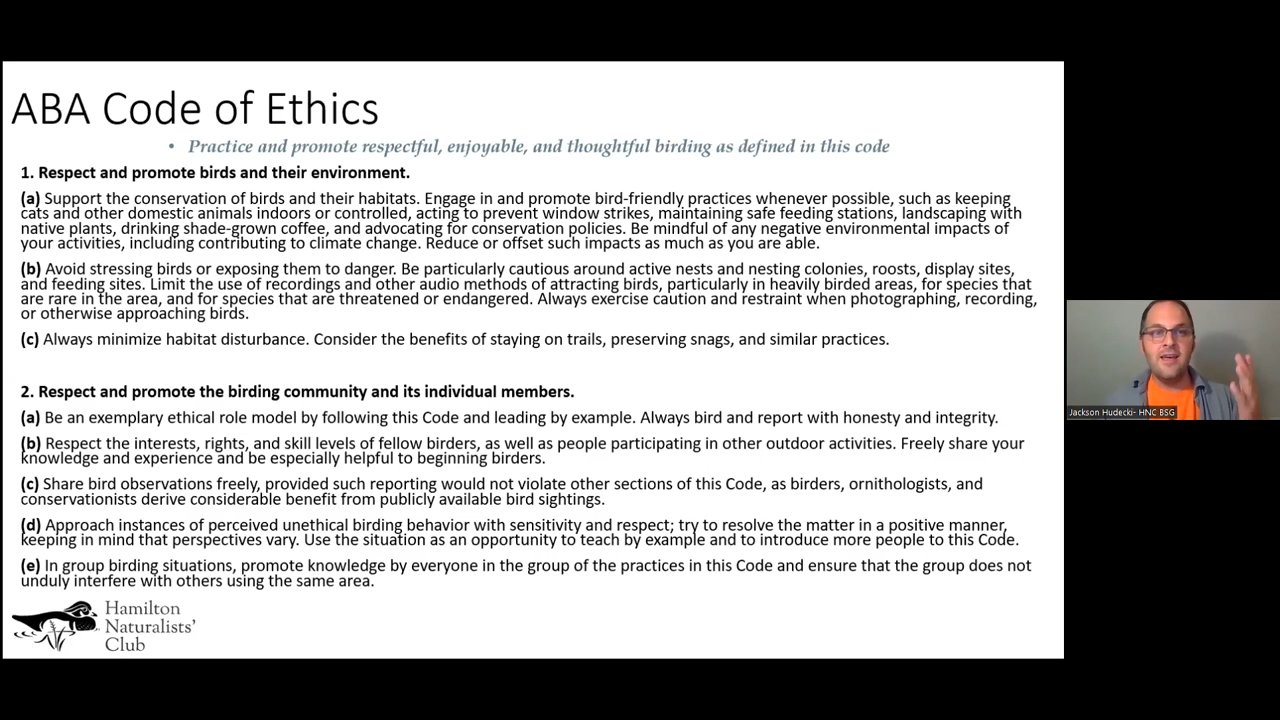 ABA Code of Ethics
• Practice and promote respectful, enjoyable, and thoughtful birding as defined in this code
1. Respect and promote birds and their environment.
(a) Support the conservation of birds and their habitats. Engage in and promote bird-friendly practices whenever possible, such as keeping
cats and other domestic animals indoors or controlled, acting to prevent window strikes, maintaining safe feeding stations, landscaping with
native plants, drinking shade-grown coffee, and advocating for conservation policies. Be mindful of any negative environmental impacts of
your activities, including contributing to climate change. Reduce or offset such impacts as much as you are able.
(b) Avoid stressing birds or exposing them to danger. Be particularly cautious around active nests and nesting colonies, roosts, display sites,
and feeding sites. Limit the use of recordings and other audio methods of attracting birds, particularly in heavily birded areas, for species that
are rare in the area, and for species that are threatened or endangered. Always exercise caution and restraint when photographing, recording,
or otherwise approaching birds.
(c) Always minimize habitat disturbance. Consider the benefits of staying on trails, preserving snags, and similar practices.
2. Respect and promote the birding community and its individual members.
(a) Be an exemplary ethical role model by following this Code and leading by example. Always bird and report with honesty and integrity.
(b) Respect the interests, rights, and skill levels of fellow birders, as well as people participating in other outdoor activities. Freely share your
knowledge and experience and be especially helpful to beginning birders.
(c) Share bird observations freely, provided such reporting would not violate other sections of this Code, as birders, ornithologists, and
conservationists derive considerable benefit from publicly available bird sightings.
(d) Approach instances of perceived unethical birding behavior with sensitivity and respect; try to resolve the matter in a positive manner,
keeping in mind that perspectives vary. Use the situation as an opportunity to teach by example and to introduce more people to this Code.
(e) In group birding situations, promote knowledge by everyone in the group of the practices in this Code and ensure that the group does not
unduly interfere with others using the same area.
Hamilton
Naturalists'
Club
Jackson Hudecki- HNC BSG